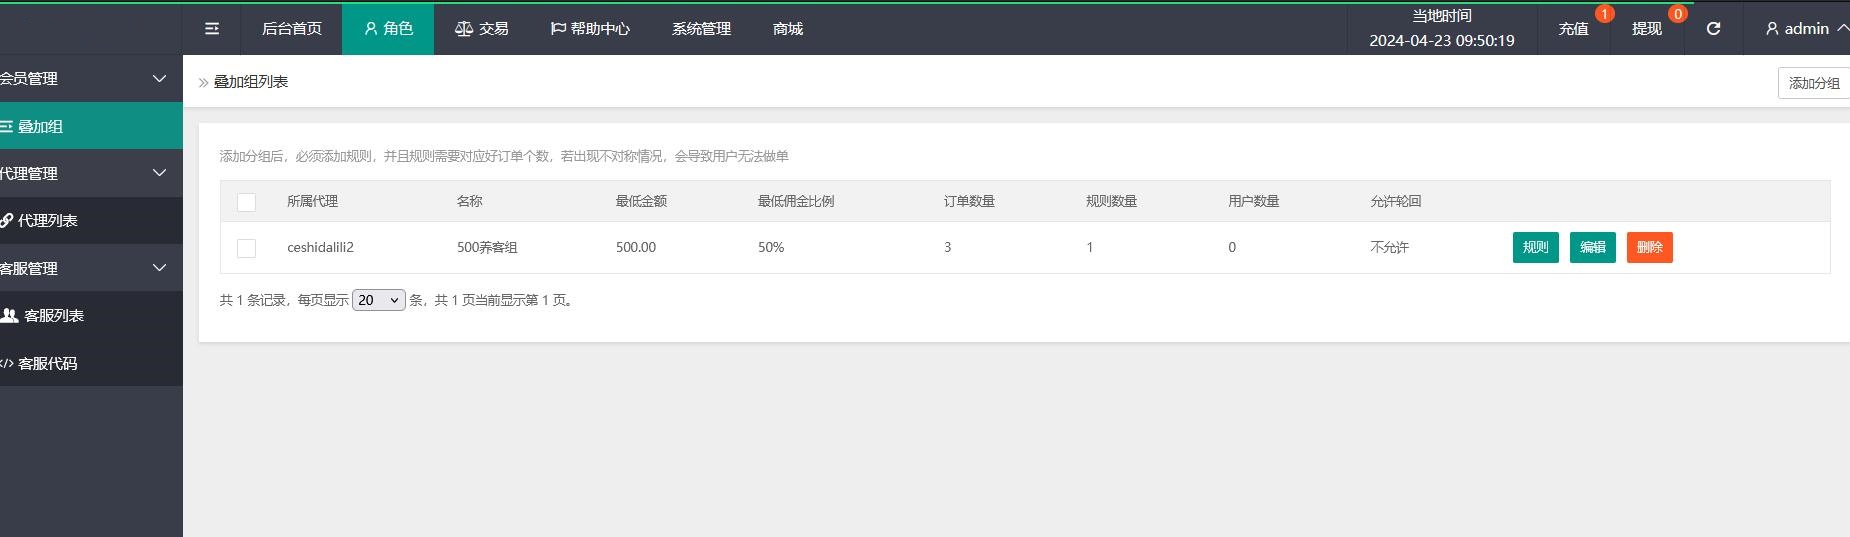 当地时间
后台首页 角色 交易 帮助中心 系统管理 商城 2024-04-23 09:50:19 充值 1 提现 0 admin
会员管理
叠加组
代理管理
代理列表
客服管理
客服列表
客服代码
叠加组列表 添加分组
添加分组后，必须添加规则，并且规则需要对应好订单个数，若出现不对称情况，会导致用户无法做单
所属代理 名称 最低金额 最低佣金比例 订单数量 规则数量 用户数量 允许轮回
ceshidalili2 500养客组 500.00 50% 3 1 0 不允许 规则 编辑 删除
共 1 条记录，每页显示 20 条，共 1 页当前显示第 1 页。